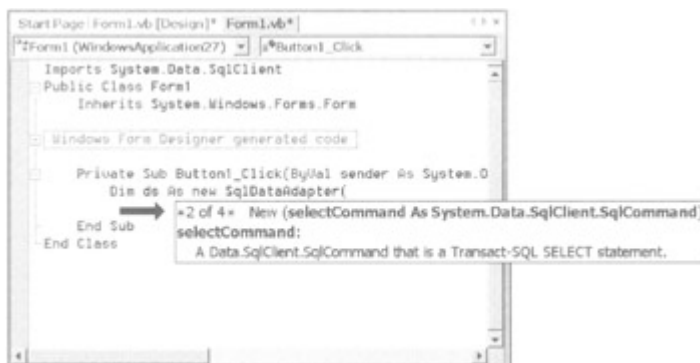 Start Page Form1.vb [Design]* Form1.vb*
Form1 (WindowsApplication27) Button1_Click
Imports System.Data.SqlClient
Public Class Form1
Inherits System.Windows.Forms.Form
Windows Form Designer generated code
Private Sub Button1_Click(ByVal sender As System.O
Dim ds As new SqlDataAdapter(
2 of 4 New (selectCommand As System.Data.SqlClient.SqlCommand)
End Sub
selectCommand:
End Class
A Data.SqlClient.SqlCommand that is a Transact-SQL SELECT statement.